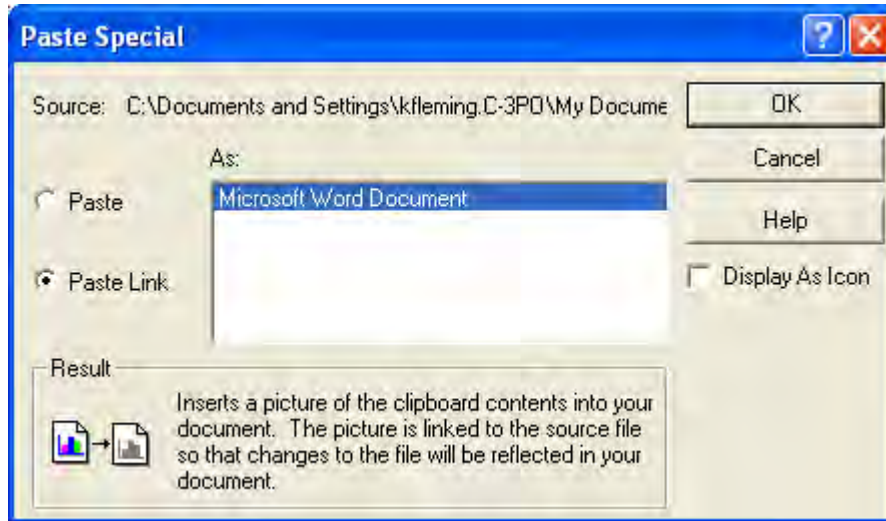 Paste Special
Source: C:\Documents and Settings\kfleming.C-3PO\My Docume
OK
As:
Cancel
Paste
Microsoft Word Document
Help
Paste Link
Display As Icon
Result
Inserts a picture of the clipboard contents into your
document. The picture is linked to the source file
so that changes to the file will be reflected in your
document.